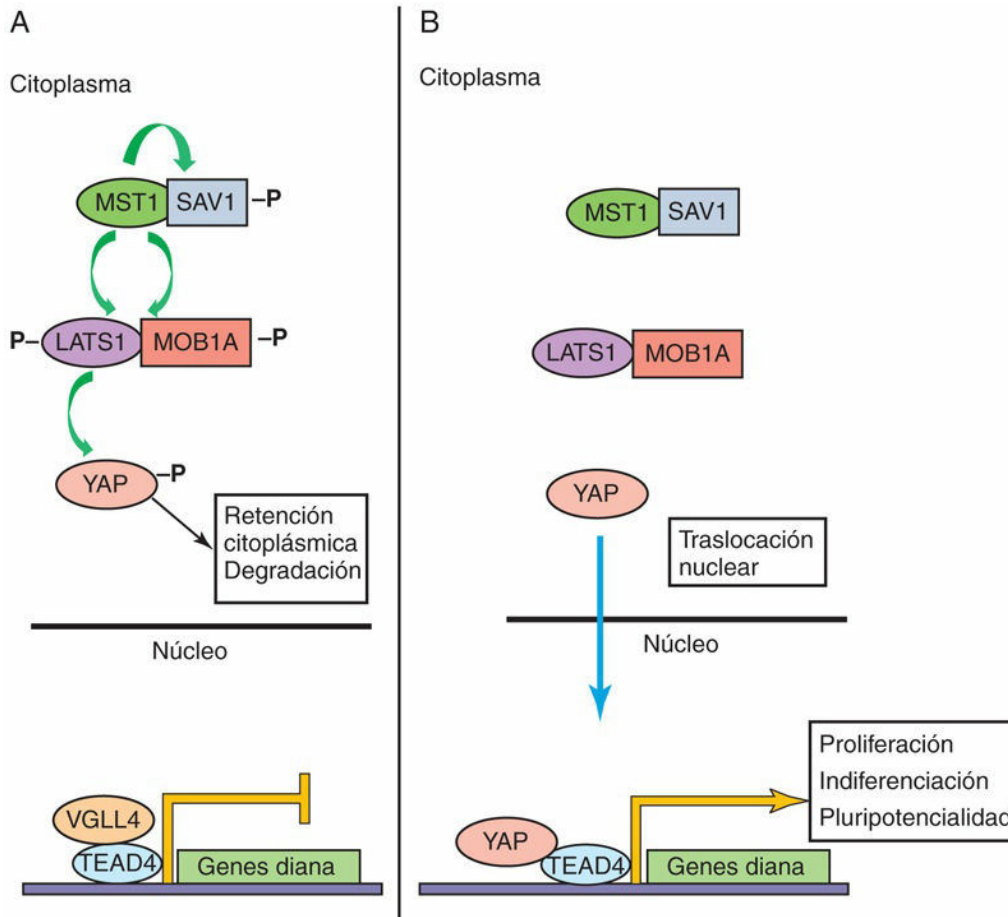 A
Citoplasma
MST1
SAV1
–P
P–
LATS1
MOB1A
–P
YAP
–P
Retención
citoplásmica
Degradación
Núcleo
VGLL4
TEAD4
Genes diana
B
Citoplasma
MST1
SAV1
LATS1
MOB1A
YAP
Traslocación
nuclear
Núcleo
Proliferación
Indiferenciación
Pluripotencialidad
YAP
TEAD4
Genes diana